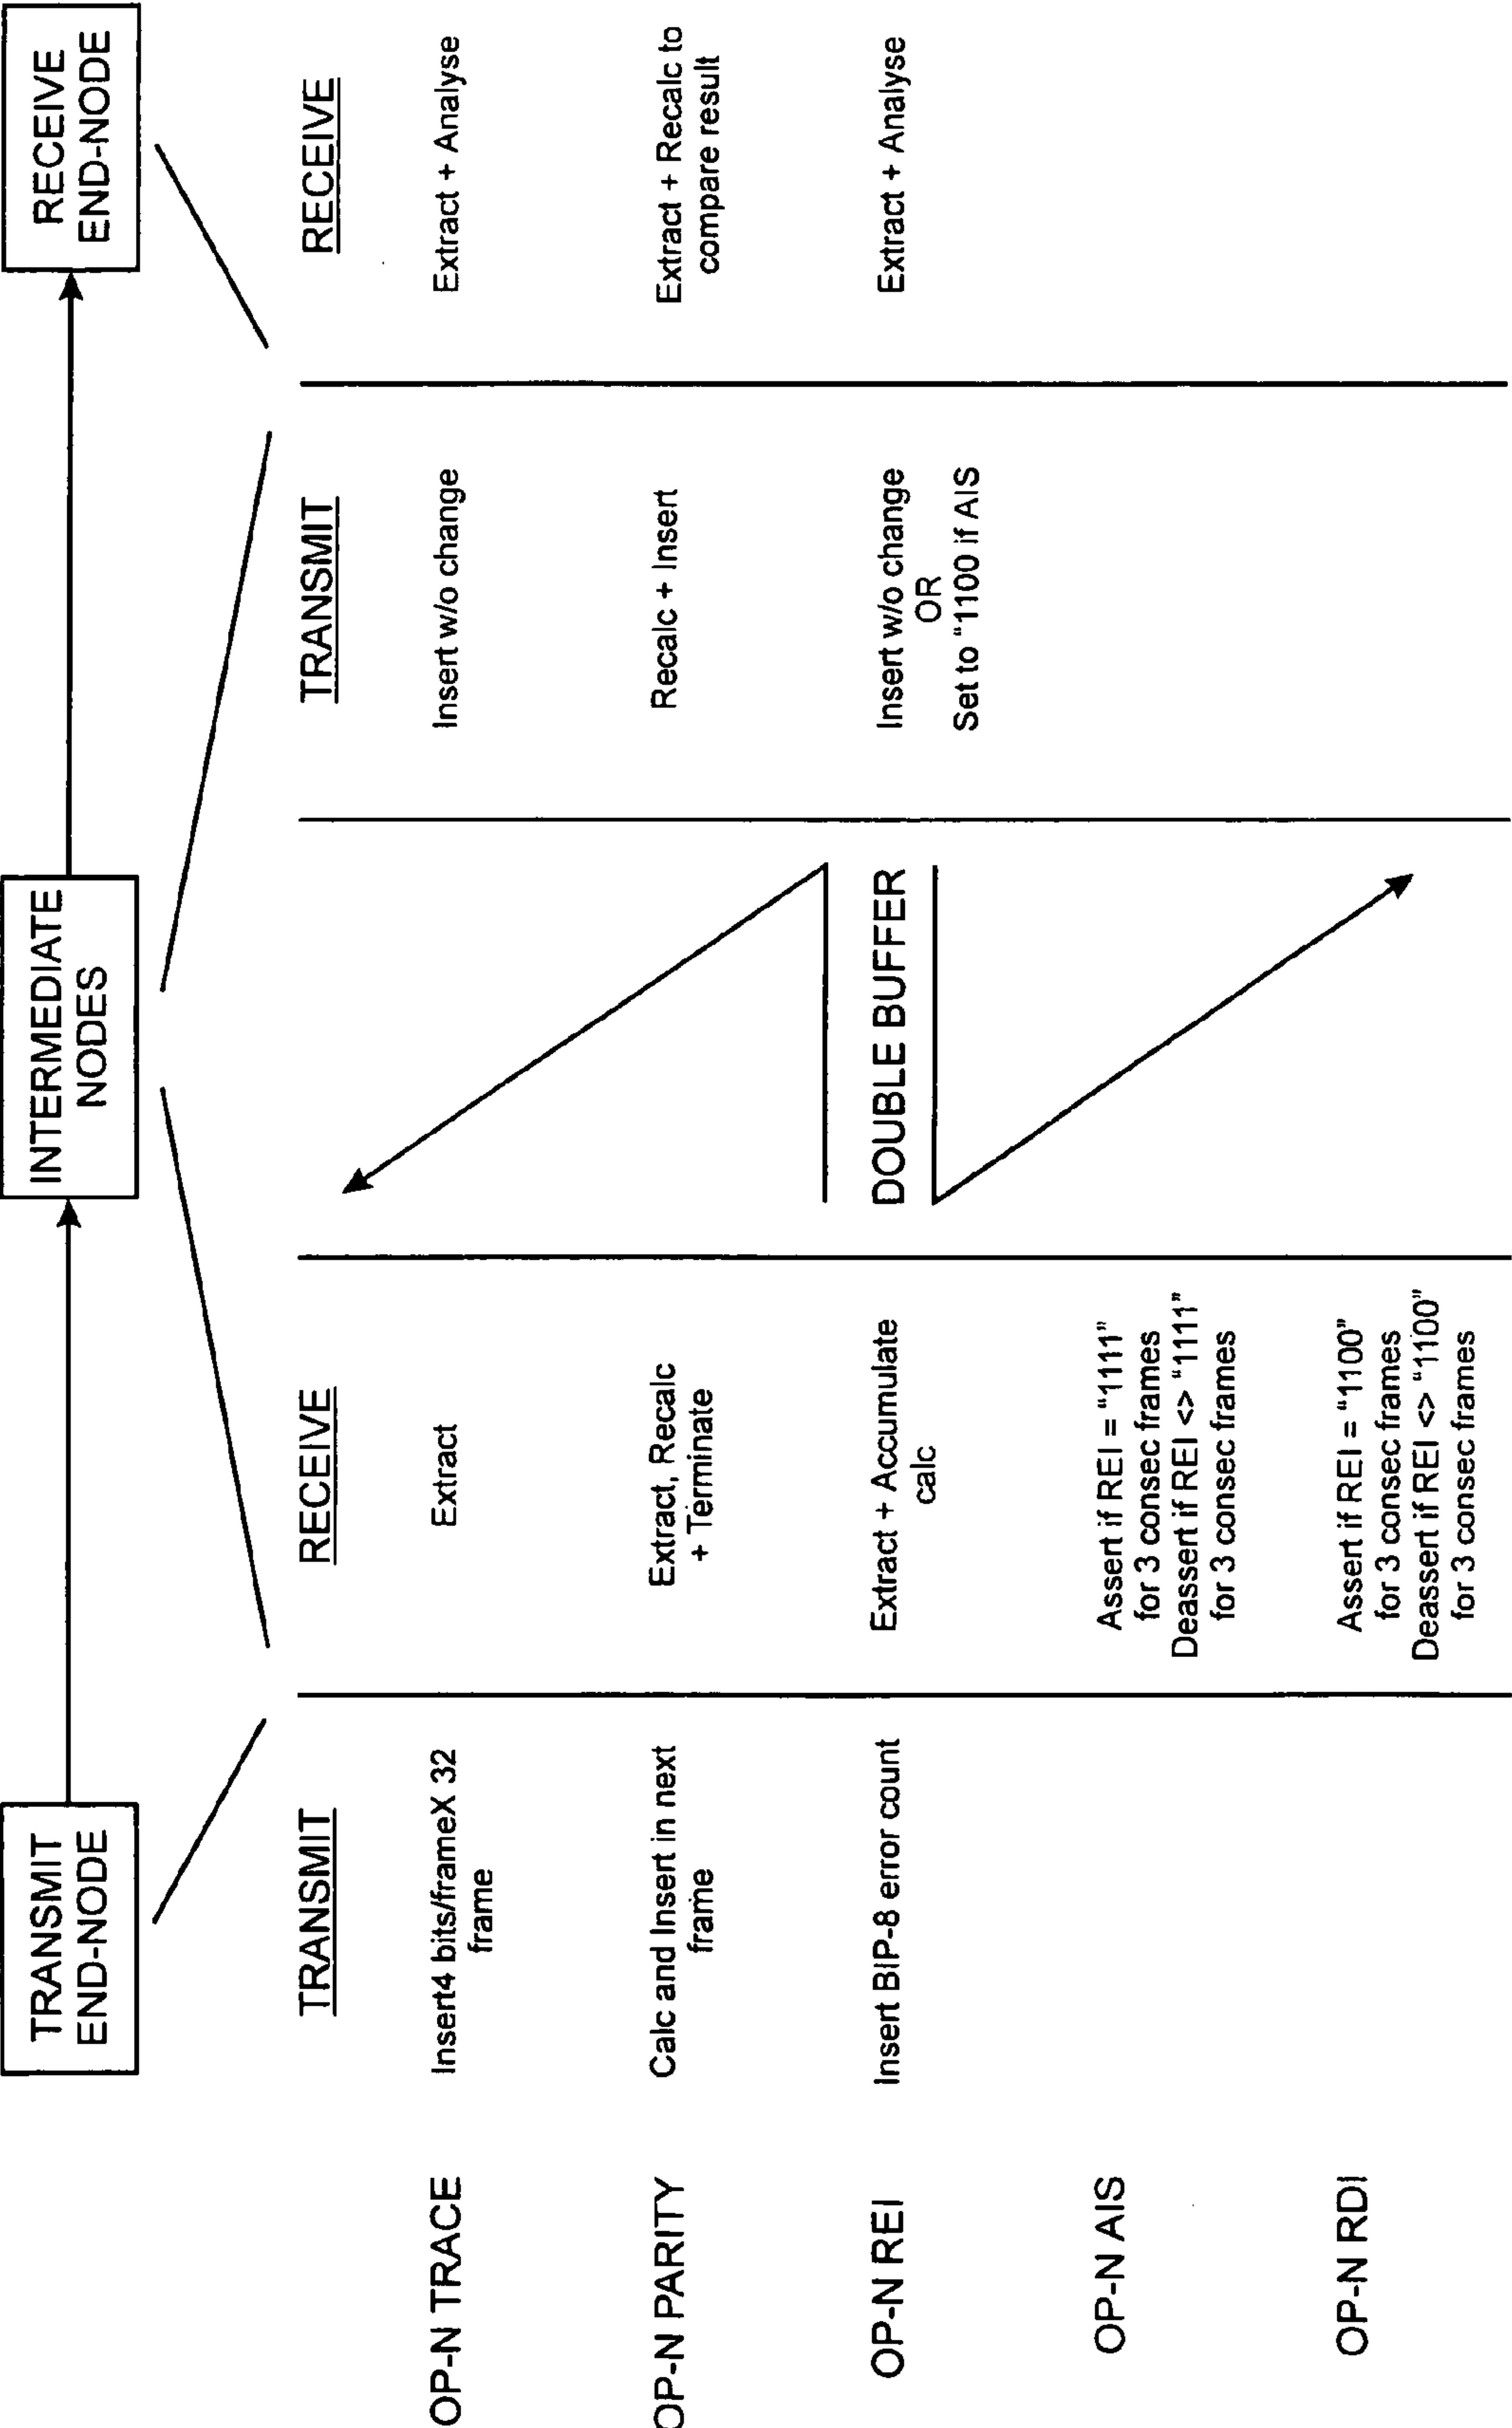 TRANSMIT
END-NODE
INTERMEDIATE
NODES
RECEIVE
END-NODE
TRANSMIT
RECEIVE
TRANSMIT
RECEIVE
OP-N TRACE
Insert4 bits/frameX 32
frame
Extract
Insert w/o change
Extract + Analyse
OP-N PARITY
Calc and Insert in next
frame
Extract, Recalc
+ Terminate
Recalc + Insert
Extract + Recalc to
compare result
OP-N REI
Insert BIP-8 error count
Extract + Accumulate
calc
DOUBLE BUFFER
Insert w/o change
OR
Set to “1100 if AIS
Extract + Analyse
OP-N AIS
Assert if REI = “1111”
for 3 consec frames
Deassert if REI <> “1111”
for 3 consec frames
OP-N RDI
Assert if REI = “1100”
for 3 consec frames
Deassert if REI <> “1100”
for 3 consec frames